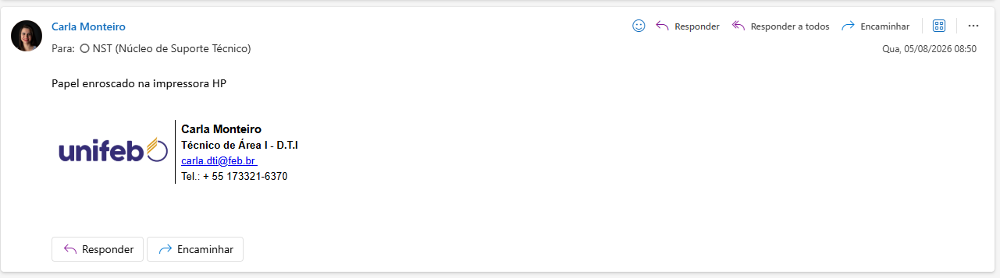 Carla Monteiro
Responder
Responder a todos
Encaminhar
Para: NST (Núcleo de Suporte Técnico)
Qua, 05/08/2026 08:50
Papel enroscado na impressora HP
unifeb
Carla Monteiro
Técnico de Área I - D.T.I
carla.dti@feb.br
Tel.: + 55 173321-6370
Responder
Encaminhar